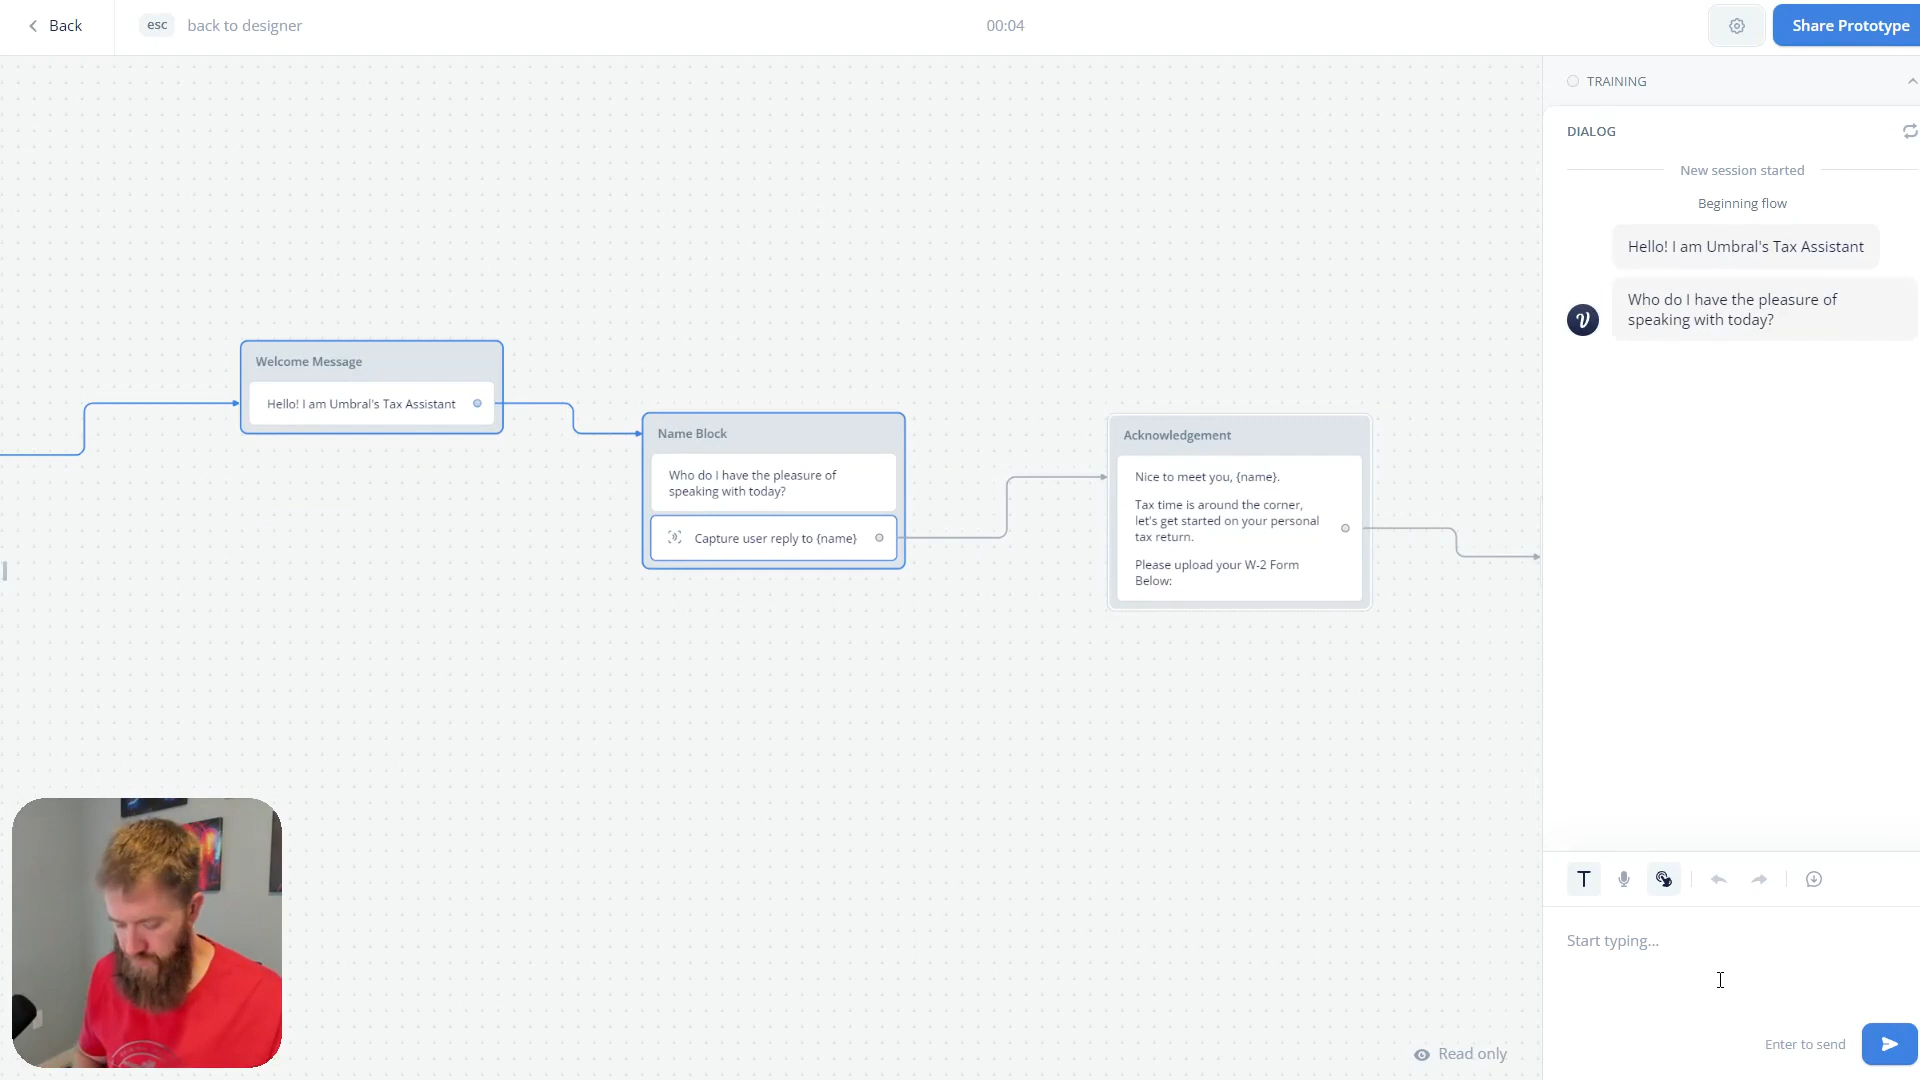 Back
esc back to designer
00:04
Share Prototype
TRAINING
DIALOG
New session started
Beginning flow
Hello! I am Umbral's Tax Assistant
Who do I have the pleasure of
speaking with today?
Welcome Message
Hello! I am Umbral's Tax Assistant
Name Block
Who do I have the pleasure of
speaking with today?
Capture user reply to {name}
Acknowledgement
Nice to meet you, {name}.
Tax time is around the corner,
let's get started on your personal
tax return.
Please upload your W-2 Form
Below:
T
Start typing...
Enter to send
Read only